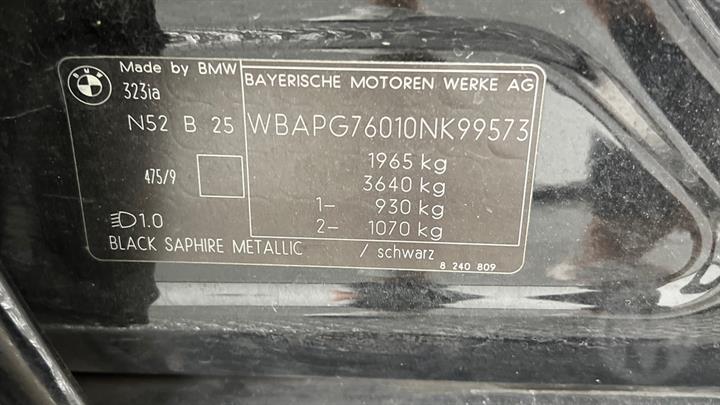 BMW
Made by BMW
323ia
N52 B 25
475/9
1.0
BLACK SAPHIRE METALLIC / schwarz
BAYERISCHE MOTOREN WERKE AG
WBAPG76010NK99573
1965 kg
3640 kg
1- 930 kg
2- 1070 kg
8 240 809